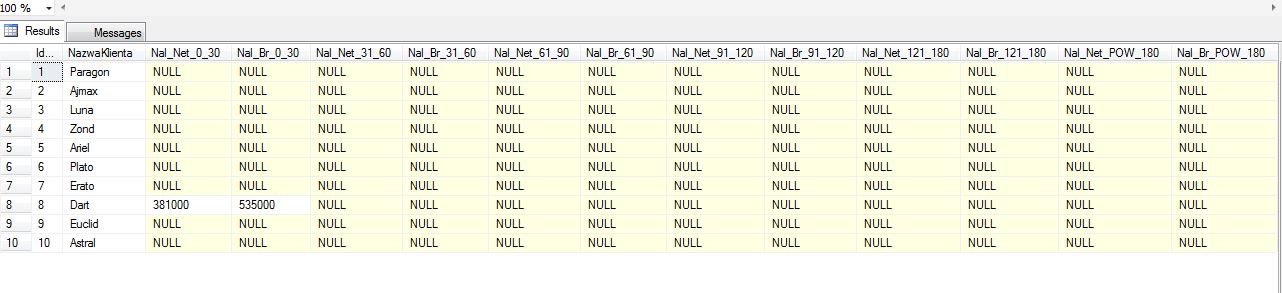 100 %
Results Messages
Id... NazwaKlienta Nal_Net_0_30 Nal_Br_0_30 Nal_Net_31_60 Nal_Br_31_60 Nal_Net_61_90 Nal_Br_61_90 Nal_Net_91_120 Nal_Br_91_120 Nal_Net_121_180 Nal_Br_121_180 Nal_Net_POW_180 Nal_Br_POW_180
1 1 Paragon NULL NULL NULL NULL NULL NULL NULL NULL NULL NULL NULL NULL
2 2 Ajmax NULL NULL NULL NULL NULL NULL NULL NULL NULL NULL NULL NULL
3 3 Luna NULL NULL NULL NULL NULL NULL NULL NULL NULL NULL NULL NULL
4 4 Zond NULL NULL NULL NULL NULL NULL NULL NULL NULL NULL NULL NULL
5 5 Ariel NULL NULL NULL NULL NULL NULL NULL NULL NULL NULL NULL NULL
6 6 Plato NULL NULL NULL NULL NULL NULL NULL NULL NULL NULL NULL NULL
7 7 Erato NULL NULL NULL NULL NULL NULL NULL NULL NULL NULL NULL NULL
8 8 Dart 381000 535000 NULL NULL NULL NULL NULL NULL NULL NULL NULL NULL
9 9 Euclid NULL NULL NULL NULL NULL NULL NULL NULL NULL NULL NULL NULL
10 10 Astral NULL NULL NULL NULL NULL NULL NULL NULL NULL NULL NULL NULL